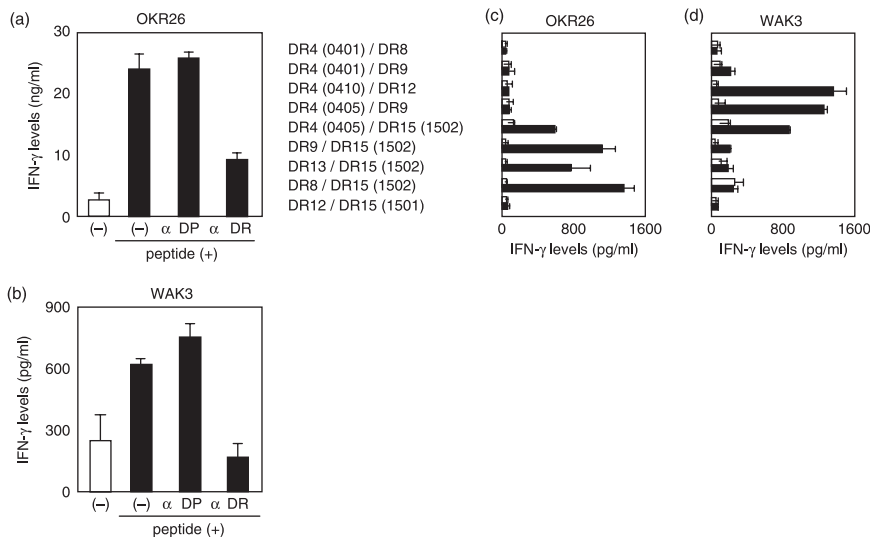 (a)
OKR26
IFN-γ levels (ng/ml)
30
20
10
0
(–) (–) α DP α DR
peptide (+)
DR4 (0401) / DR8
DR4 (0401) / DR9
DR4 (0410) / DR12
DR4 (0405) / DR9
DR4 (0405) / DR15 (1502)
DR9 / DR15 (1502)
DR13 / DR15 (1502)
DR8 / DR15 (1502)
DR12 / DR15 (1501)
(c)
OKR26
0 800 1600
IFN-γ levels (pg/ml)
(d)
WAK3
0 800 1600
IFN-γ levels (pg/ml)
(b)
WAK3
IFN-γ levels (pg/ml)
900
600
300
0
(–) (–) α DP α DR
peptide (+)